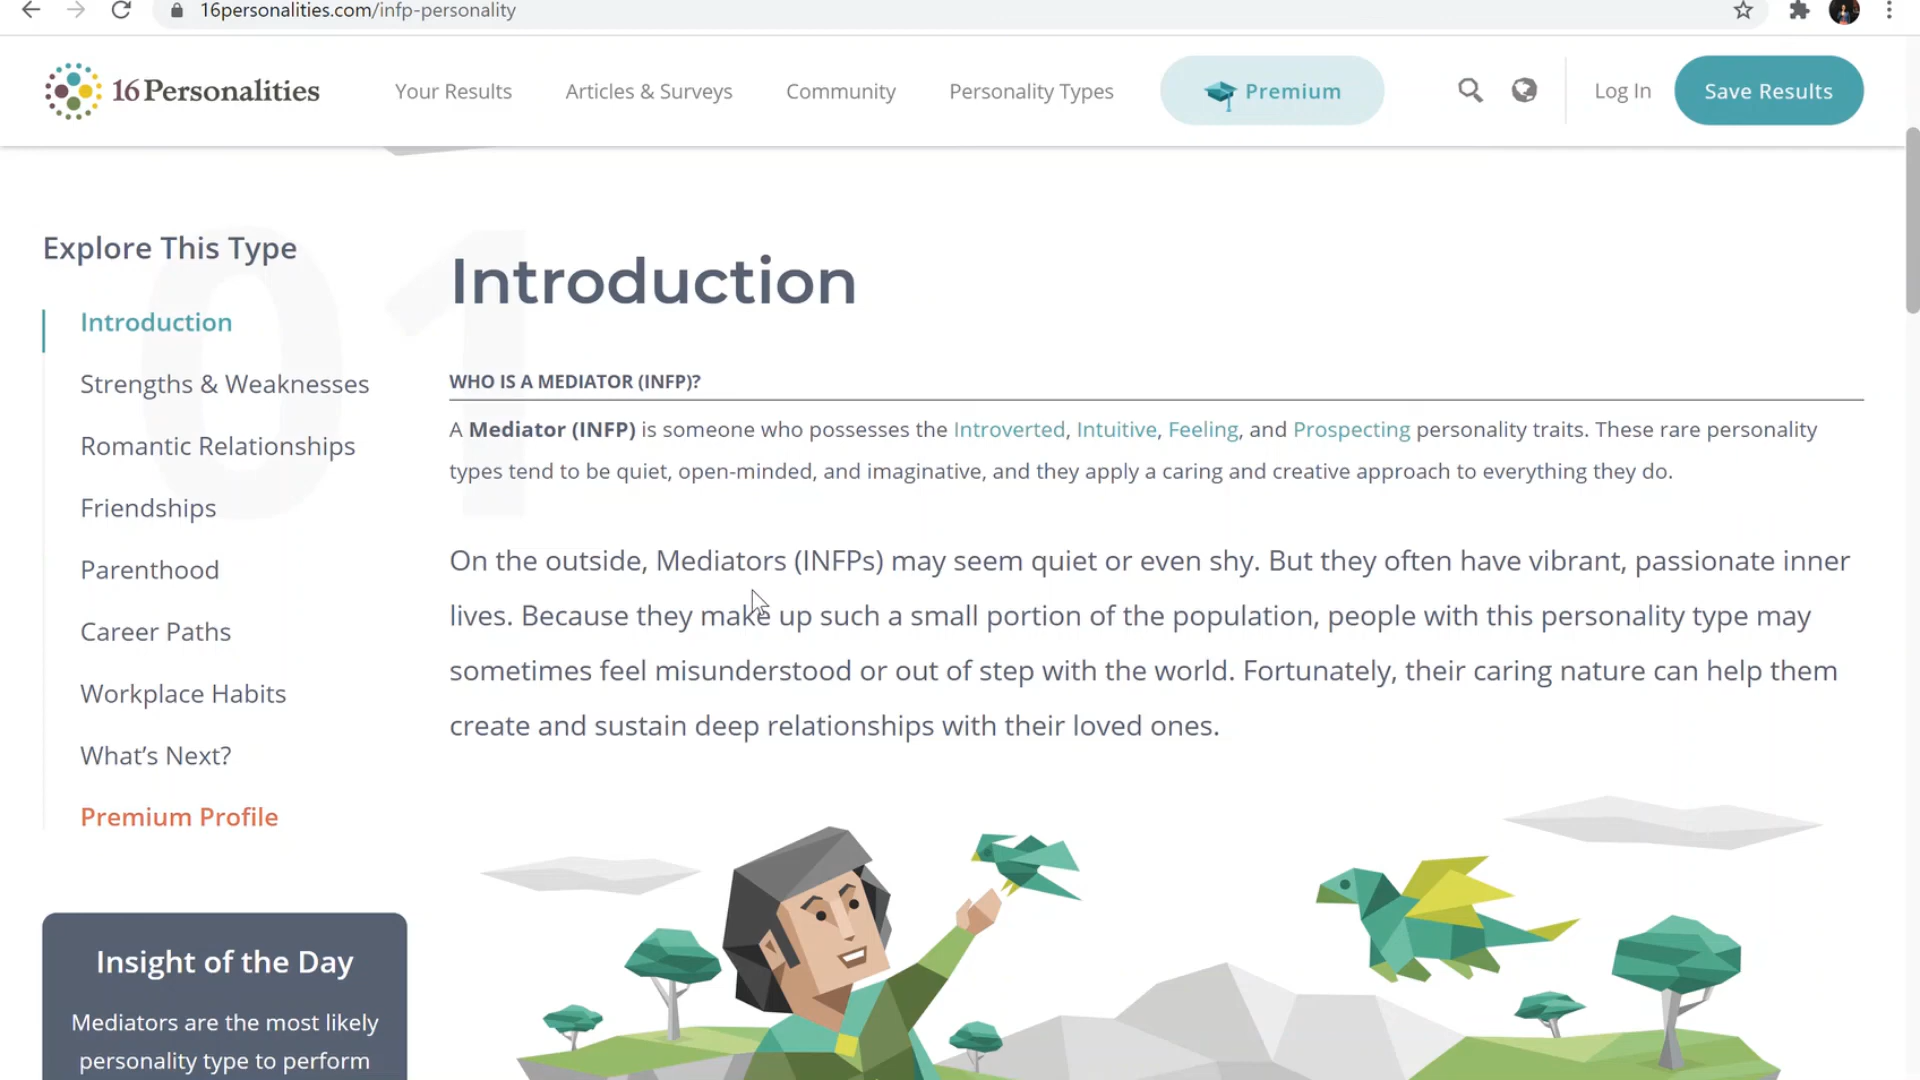 16personalities.com/infp-personality
16Personalities
Your Results
Articles & Surveys
Community
Personality Types
Premium
Log In
Save Results
01
Explore This Type
Introduction
Strengths & Weaknesses
Romantic Relationships
Friendships
Parenthood
Career Paths
Workplace Habits
What’s Next?
Premium Profile
Insight of the Day
Mediators are the most likely
personality type to perform
Introduction
WHO IS A MEDIATOR (INFP)?
A Mediator (INFP) is someone who possesses the Introverted, Intuitive, Feeling, and Prospecting personality traits. These rare personality
types tend to be quiet, open-minded, and imaginative, and they apply a caring and creative approach to everything they do.
On the outside, Mediators (INFPs) may seem quiet or even shy. But they often have vibrant, passionate inner
lives. Because they make up such a small portion of the population, people with this personality type may
sometimes feel misunderstood or out of step with the world. Fortunately, their caring nature can help them
create and sustain deep relationships with their loved ones.